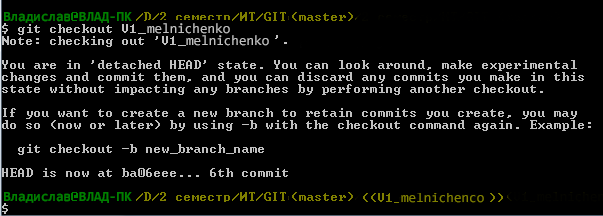 Владислав@ВЛАД-ПК /D/2 семестр/ИТ/GIT(master)
$ git checkout V1_melnichenko
Note: checking out 'V1_melnichenko'.
You are in 'detached HEAD' state. You can look around, make experimental
changes and commit them, and you can discard any commits you make in this
state without impacting any branches by performing another checkout.
If you want to create a new branch to retain commits you create, you may
do so (now or later) by using -b with the checkout command again. Example:
git checkout -b new_branch_name
HEAD is now at ba06eee... 6th commit
Владислав@ВЛАД-ПК /D/2 семестр/ИТ/GIT(master) ((V1_melnichenco))
$